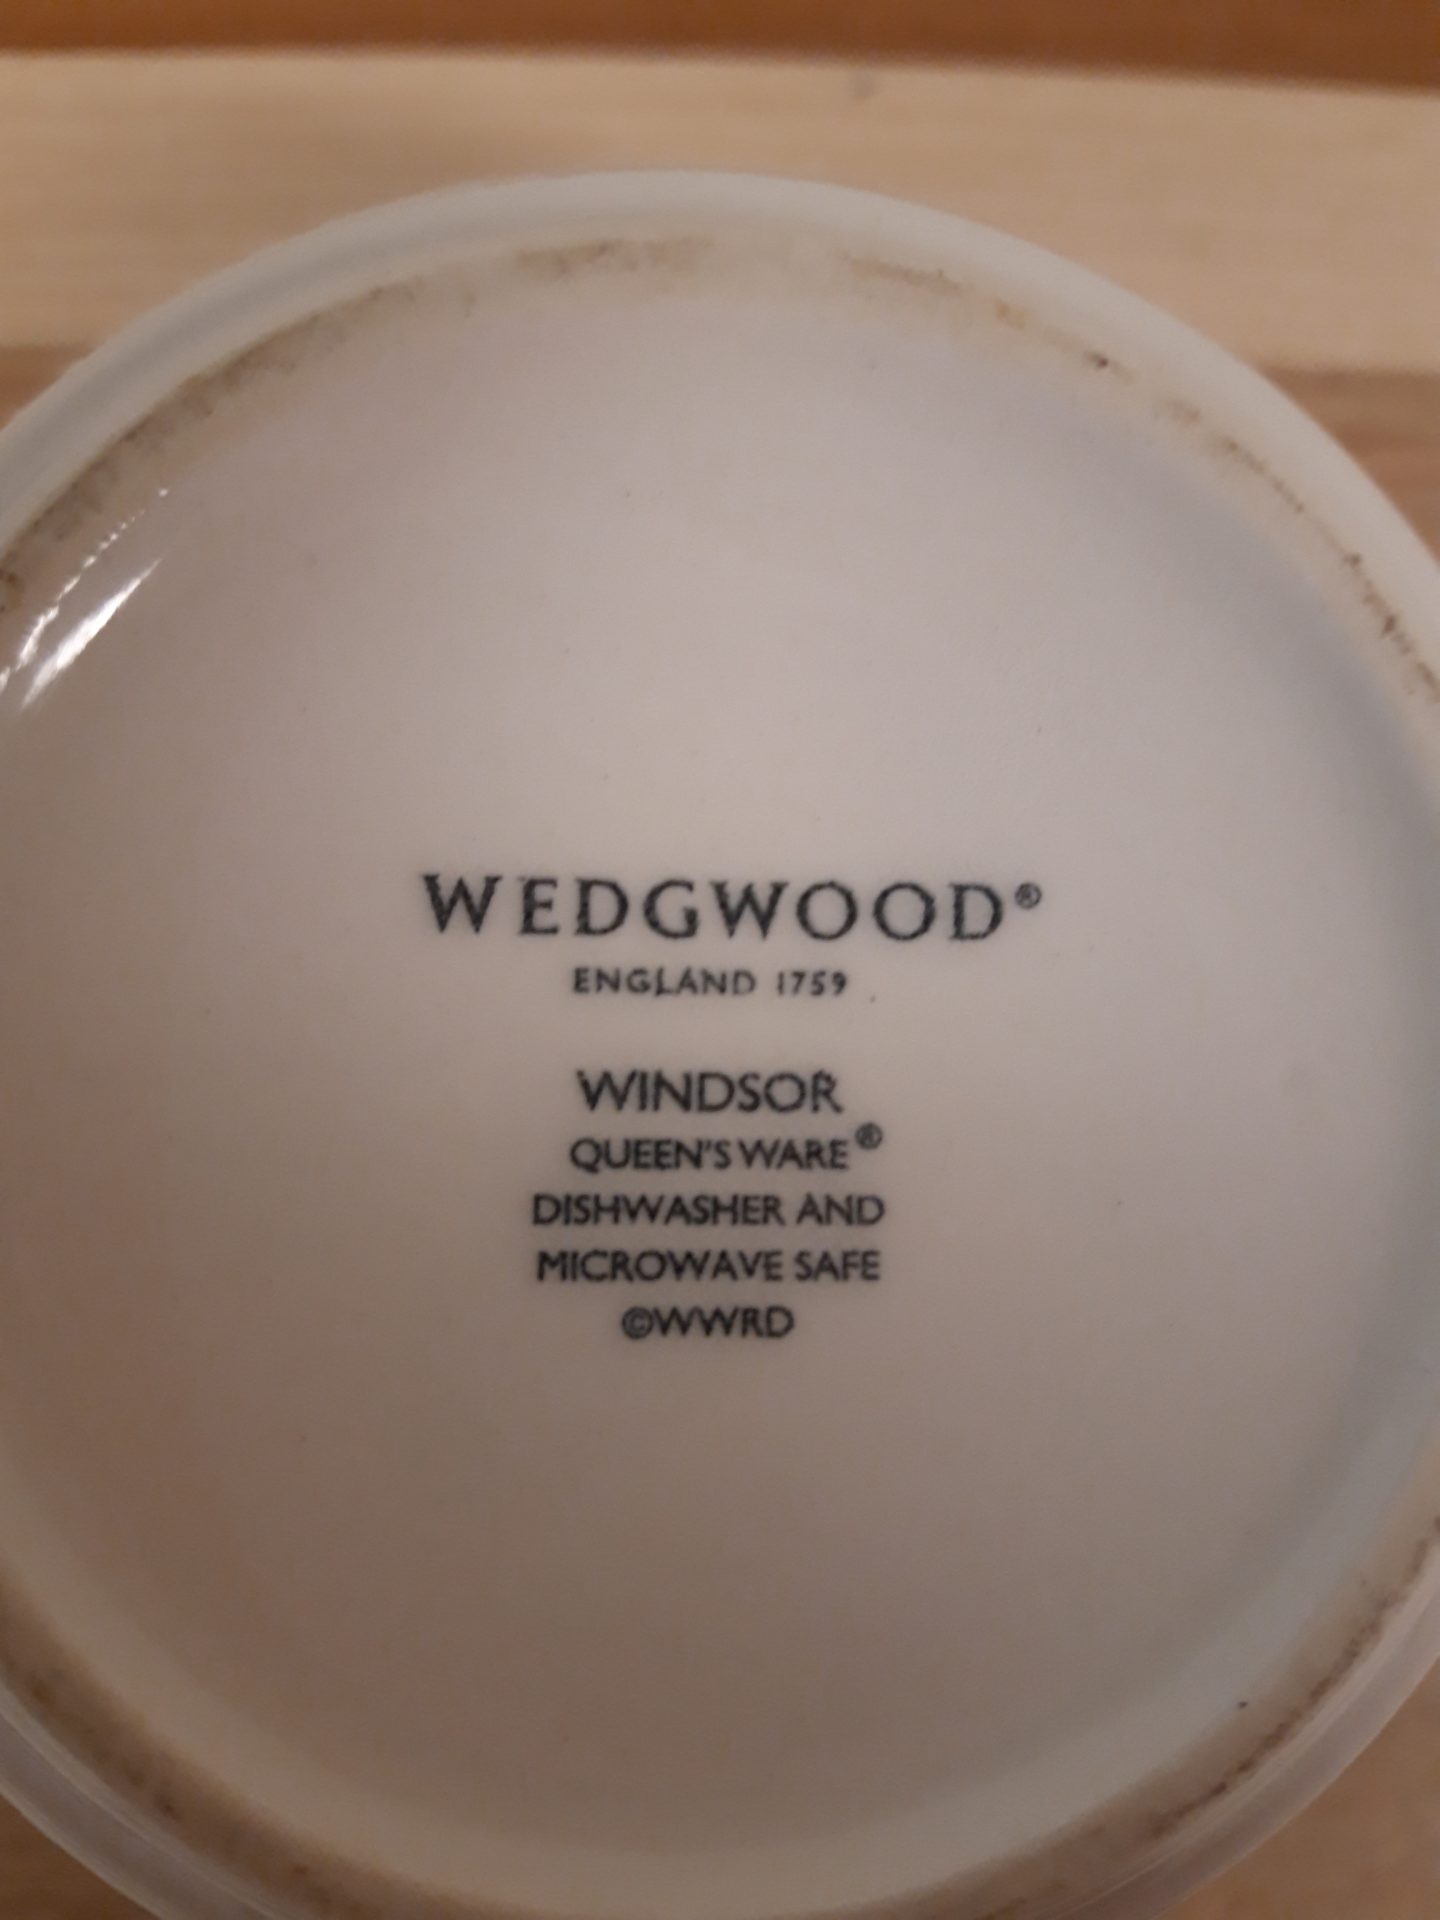 WEDGWOOD®
ENGLAND 1759
WINDSOR
QUEEN'S WARE®
DISHWASHER AND
MICROWAVE SAFE
©WWRD